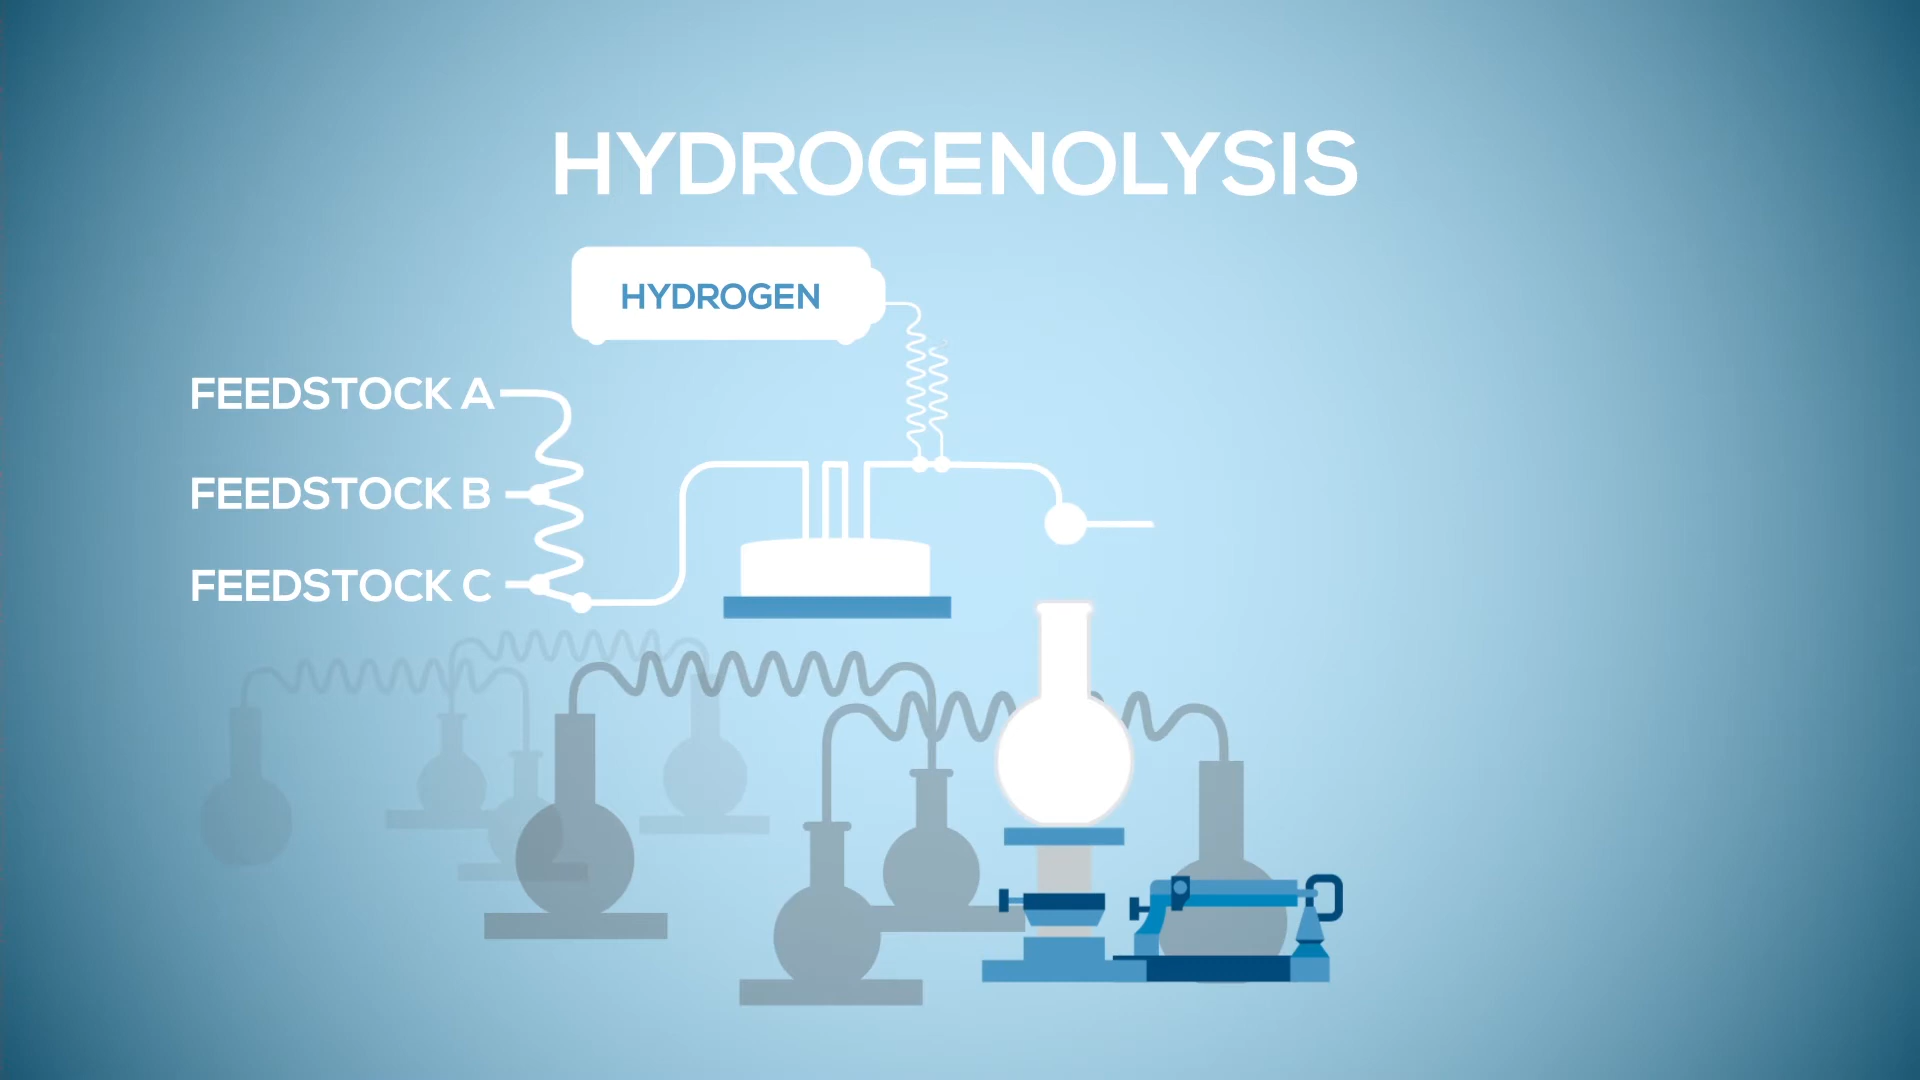 HYDROGENOLYSIS
HYDROGEN
FEEDSTOCK A
FEEDSTOCK B
FEEDSTOCK C